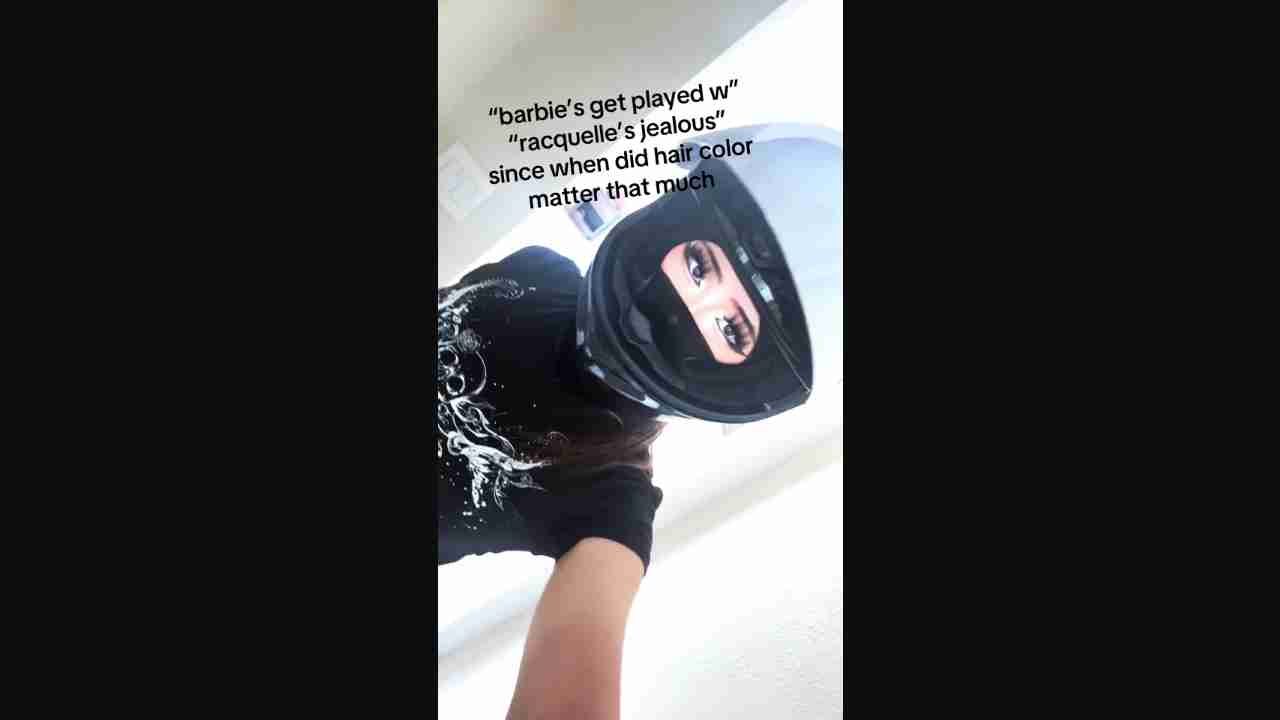 “barbie’s get played w”
“racquelle’s jealous”
since when did hair color
matter that much